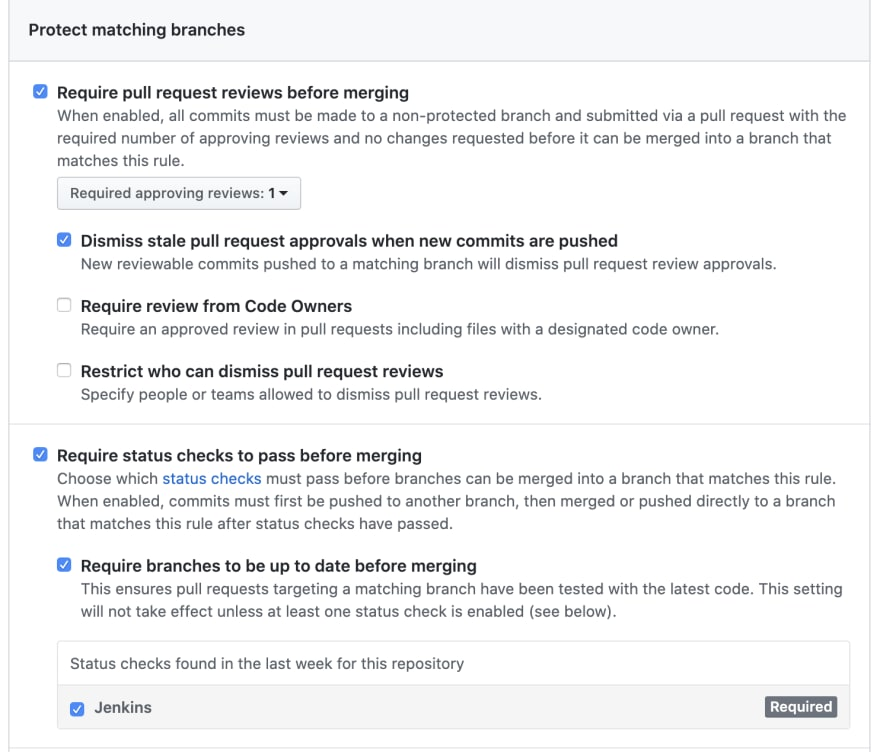 Protect matching branches
Require pull request reviews before merging
When enabled, all commits must be made to a non-protected branch and submitted via a pull request with the
required number of approving reviews and no changes requested before it can be merged into a branch that
matches this rule.
Required approving reviews: 1
Dismiss stale pull request approvals when new commits are pushed
New reviewable commits pushed to a matching branch will dismiss pull request review approvals.
Require review from Code Owners
Require an approved review in pull requests including files with a designated code owner.
Restrict who can dismiss pull request reviews
Specify people or teams allowed to dismiss pull request reviews.
Require status checks to pass before merging
Choose which status checks must pass before branches can be merged into a branch that matches this rule.
When enabled, commits must first be pushed to another branch, then merged or pushed directly to a branch
that matches this rule after status checks have passed.
Require branches to be up to date before merging
This ensures pull requests targeting a matching branch have been tested with the latest code. This setting
will not take effect unless at least one status check is enabled (see below).
Status checks found in the last week for this repository
Jenkins Required